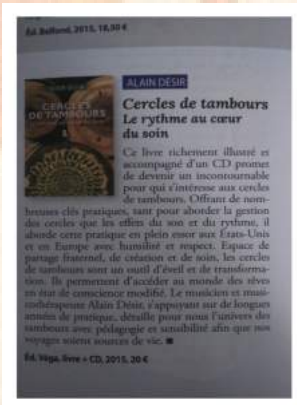 Éd. Belfond, 2015, 18,50 €
CERCLES
DE TAMBOURS
ALAIN DÉSIR
Cercles de tambours
Le rythme au cœur
du soin
Ce livre richement illustré et
accompagné d'un CD promet
de devenir un incontournable
pour qui s'intéresse aux cercles
de tambours. Offrant de nom-
breuses clés pratiques, tant pour aborder la gestion
des cercles que les effets du son et du rythme, il
aborde cette pratique en plein essor aux États-Unis
et en Europe avec humilité et respect. Espace de
partage fraternel, de création et de soin, les cercles
de tambours sont un outil d'éveil et de transforma-
tion. Ils permettent d'accéder au monde des rêves
en état de conscience modifié. Le musicien et musi-
cothérapeute Alain Désir, s'appuyant sur de longues
années de pratique, détaille pour nous l'univers des
tambours avec pédagogie et sensibilité afin que nos
voyages soient sources de vie. ■
Éd. Véga, livre + CD, 2015, 20 €